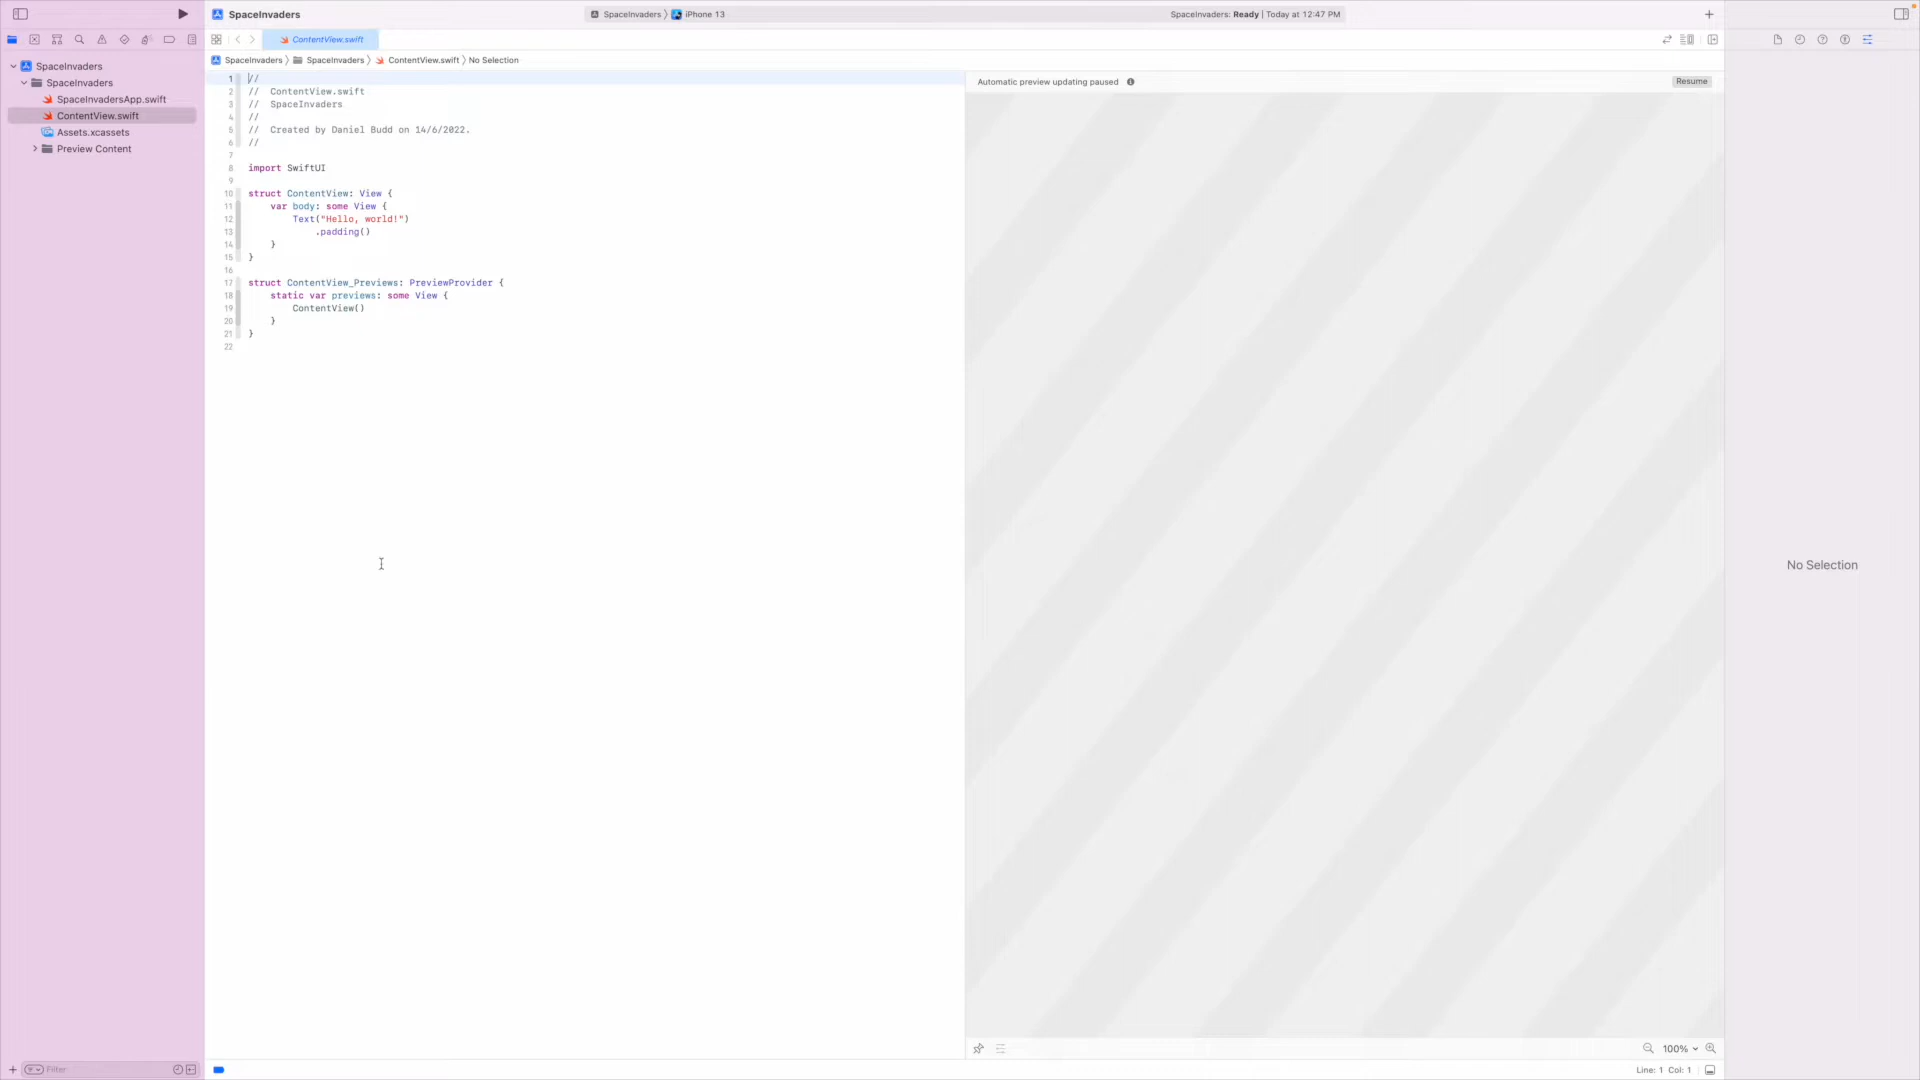 SpaceInvaders
SpaceInvaders
iPhone 13
SpaceInvaders: Ready | Today at 12:47 PM
ContentView.swift
SpaceInvaders
SpaceInvaders
SpaceInvadersApp.swift
ContentView.swift
Assets.xcassets
Preview Content
SpaceInvaders
SpaceInvaders
ContentView.swift
No Selection
1 //
2 //  ContentView.swift
3 //  SpaceInvaders
4 //
5 //  Created by Daniel Budd on 14/6/2022.
6 //
7
8 import SwiftUI
9
10 struct ContentView: View {
11     var body: some View {
12         Text("Hello, world!")
13             .padding()
14     }
15 }
16
17 struct ContentView_Previews: PreviewProvider {
18     static var previews: some View {
19         ContentView()
20     }
21 }
22
Automatic preview updating paused
Resume
No Selection
100%
Filter
Line: 1 Col: 1